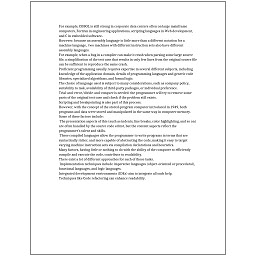 For example, COBOL is still strong in corporate data centers often on large mainframe
computers, Fortran in engineering applications, scripting languages in Web development,
and C in embedded software.
However, because an assembly language is little more than a different notation for a
machine language, two machines with different instruction sets also have different
assembly languages.
For example, when a bug in a compiler can make it crash when parsing some large source
file, a simplification of the test case that results in only few lines from the original source file
can be sufficient to reproduce the same crash.
Proficient programming usually requires expertise in several different subjects, including
knowledge of the application domain, details of programming languages and generic code
libraries, specialized algorithms, and formal logic.
The choice of language used is subject to many considerations, such as company policy,
suitability to task, availability of third-party packages, or individual preference.
Trial-and-error/divide-and-conquer is needed: the programmer will try to remove some
parts of the original test case and check if the problem still exists.
Scripting and breakpointing is also part of this process.
However, with the concept of the stored-program computer introduced in 1949, both
programs and data were stored and manipulated in the same way in computer memory.
Some of these factors include:
The presentation aspects of this (such as indents, line breaks, color highlighting, and so on)
are often handled by the source code editor, but the content aspects reflect the
programmer's talent and skills.
These compiled languages allow the programmer to write programs in terms that are
syntactically richer, and more capable of abstracting the code, making it easy to target
varying machine instruction sets via compilation declarations and heuristics.
Many factors, having little or nothing to do with the ability of the computer to efficiently
compile and execute the code, contribute to readability.
There exist a lot of different approaches for each of those tasks.
Implementation techniques include imperative languages (object-oriented or procedural),
functional languages, and logic languages.
Integrated development environments (IDEs) aim to integrate all such help.
Techniques like Code refactoring can enhance readability.